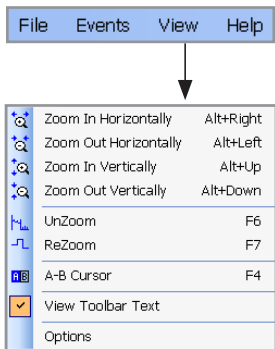 File Events View Help
Zoom In Horizontally Alt+Right
Zoom Out Horizontally Alt+Left
Zoom In Vertically Alt+Up
Zoom Out Vertically Alt+Down
UnZoom F6
ReZoom F7
AB A-B Cursor F4
View Toolbar Text
Options